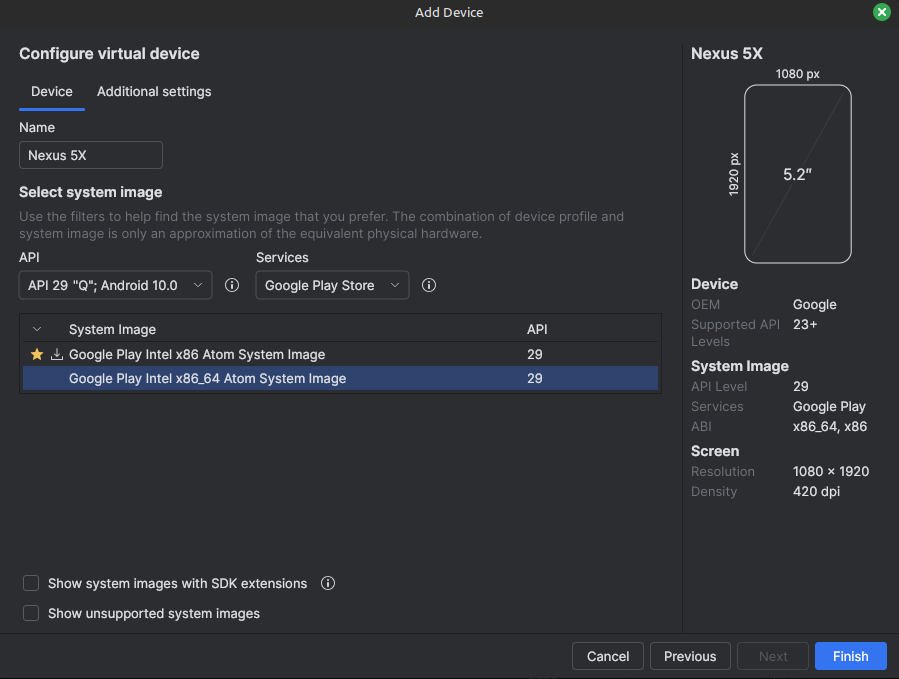 Add Device
Configure virtual device
Device
Additional settings
Name
Nexus 5X
Select system image
Use the filters to help find the system image that you prefer. The combination of device profile and
system image is only an approximation of the equivalent physical hardware.
API
Services
API 29 "Q"; Android 10.0
Google Play Store
System Image
API
Google Play Intel x86 Atom System Image
29
Google Play Intel x86_64 Atom System Image
29
Show system images with SDK extensions
Show unsupported system images
Nexus 5X
1080 px
1920 px
5.2″
Device
OEM
Google
Supported API
Levels
23+
System Image
API Level
29
Services
Google Play
ABI
x86_64, x86
Screen
Resolution
1080 × 1920
Density
420 dpi
Cancel
Previous
Next
Finish